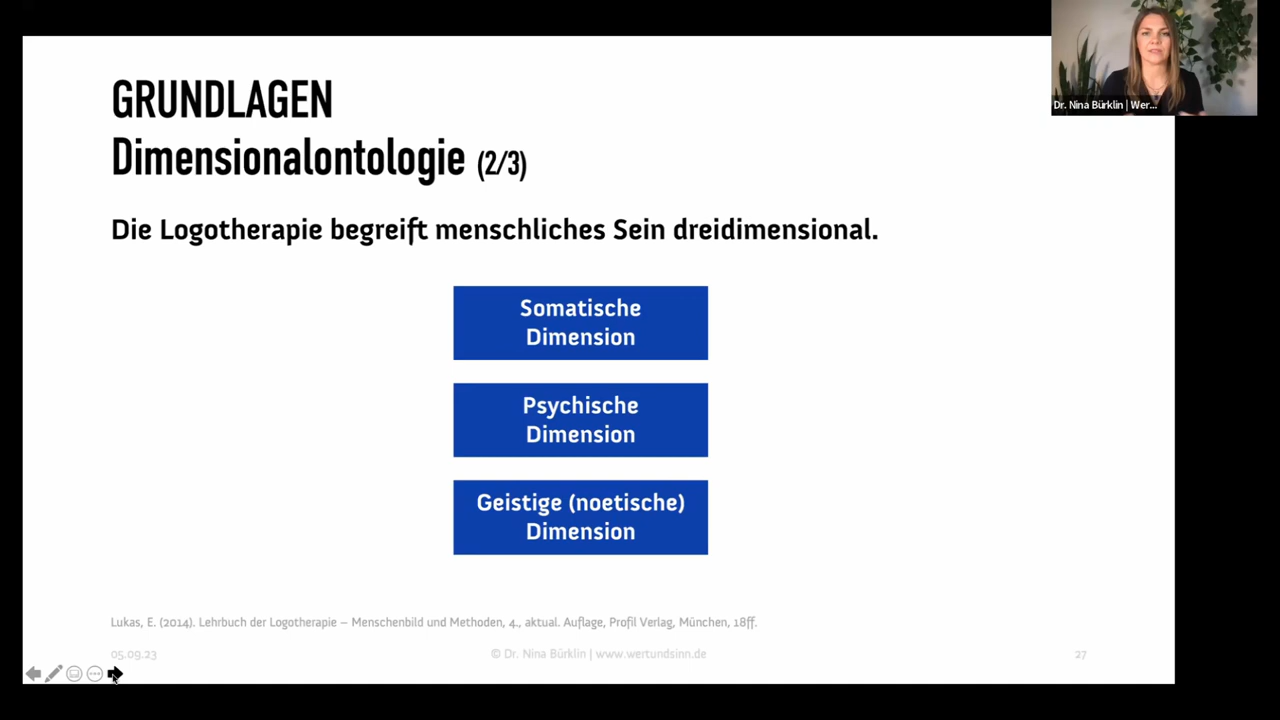 GRUNDLAGEN
Dimensionalontologie (2/3)
Dr. Nina Bürklin | Wer...
Die Logotherapie begreift menschliches Sein dreidimensional.
Somatische
Dimension
Psychische
Dimension
Geistige (noetische)
Dimension
Lukas, E. (2014). Lehrbuch der Logotherapie – Menschenbild und Methoden, 4., aktual. Auflage, Profil Verlag, München, 18ff.
05.09.23
© Dr. Nina Bürklin | www.wertundsinn.de
27